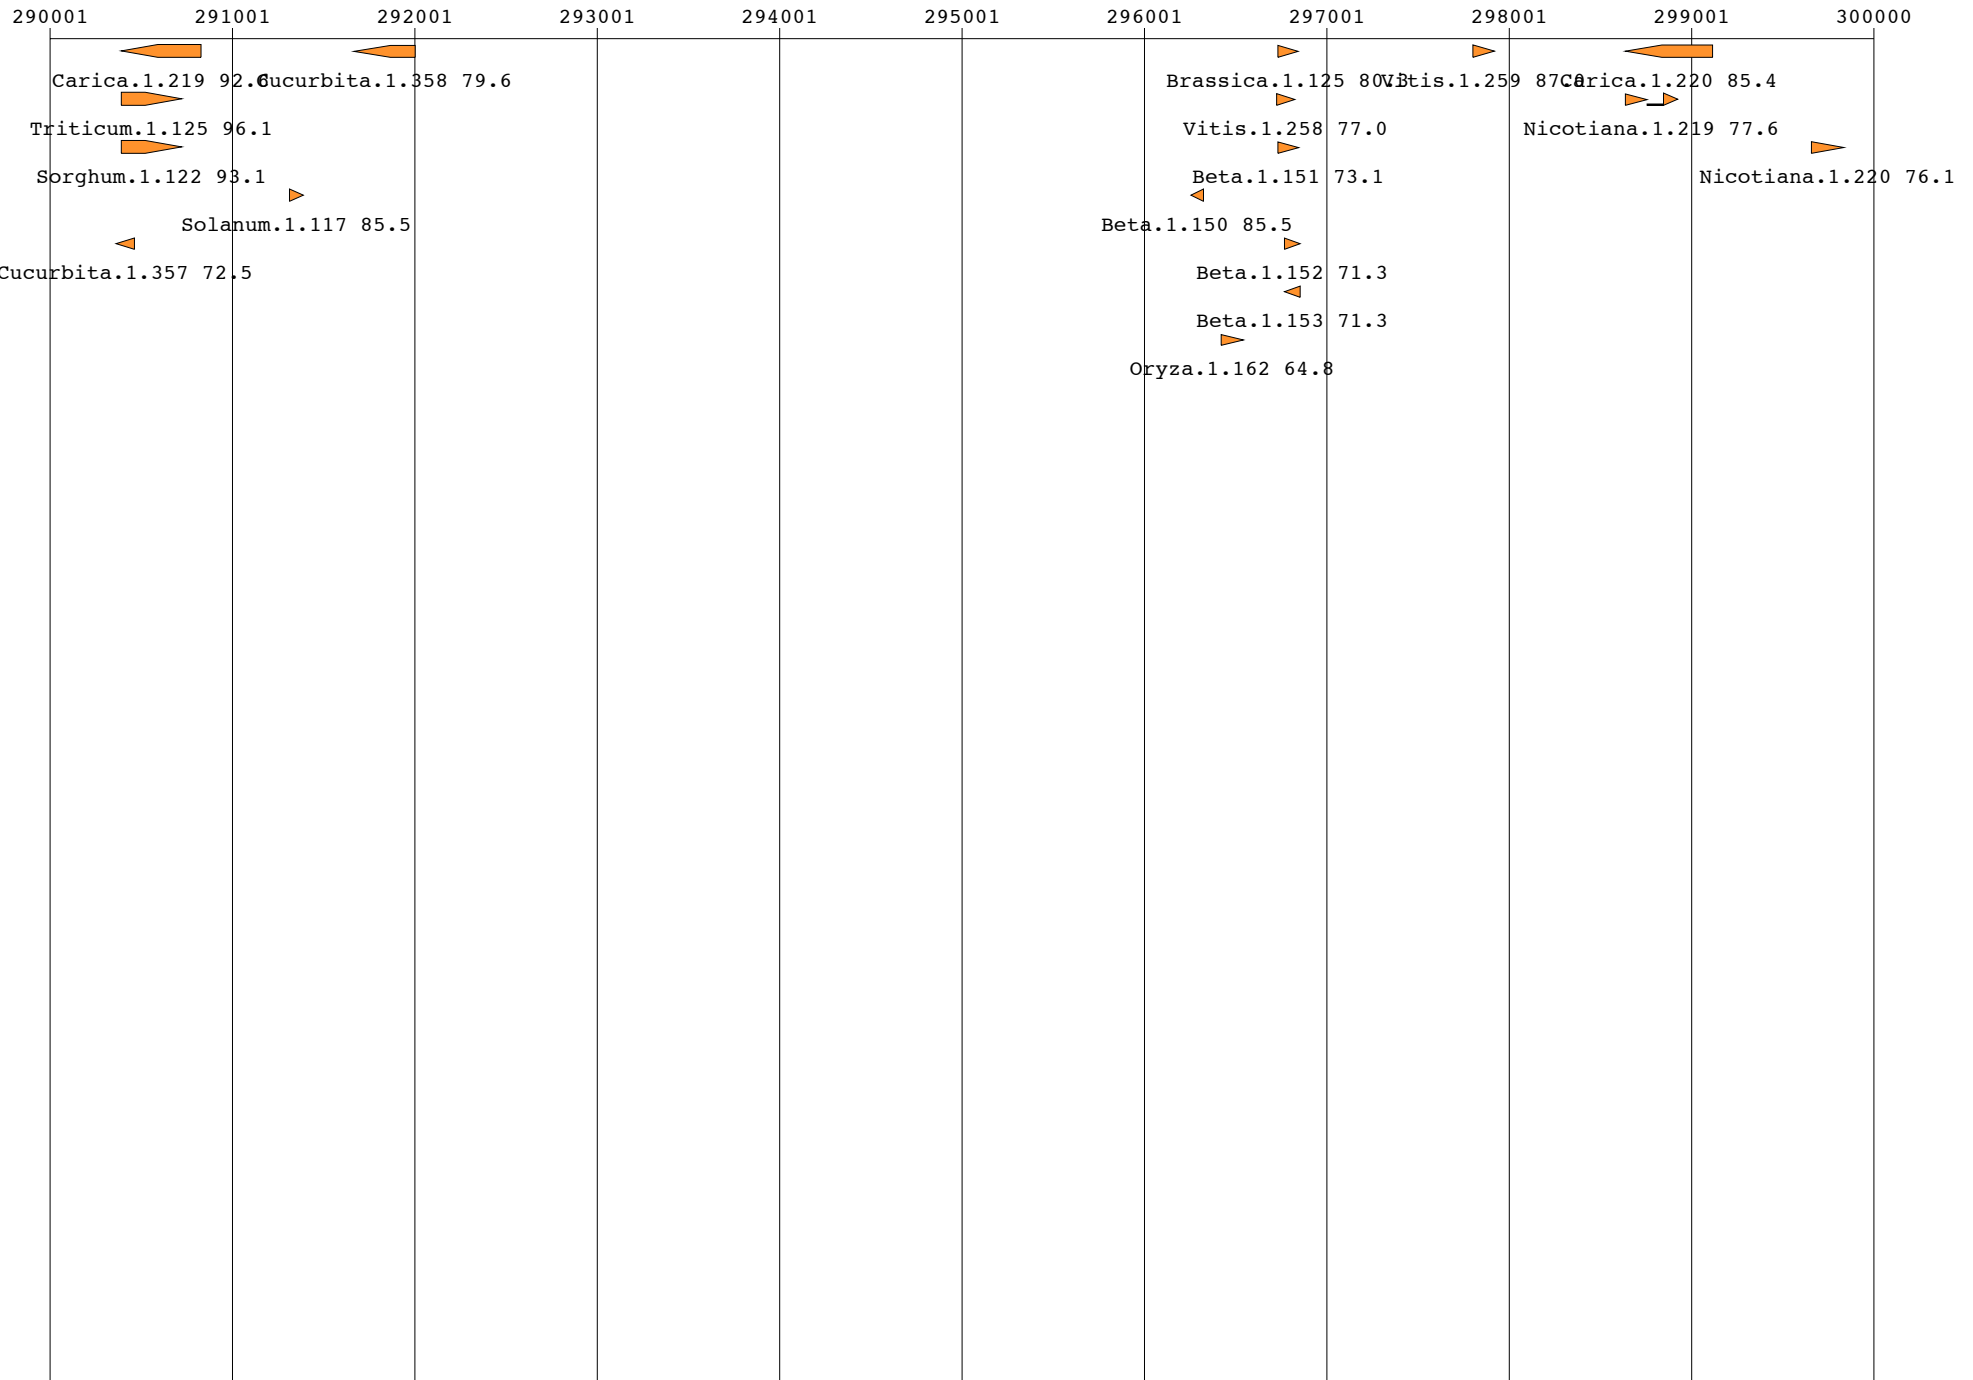 290001 291001 292001 293001 294001 295001 296001 297001 298001 299001 300000
Carica.1.219 92.6 Cucurbita.1.358 79.6 Brassica.1.125 80.3 Vitis.1.259 87.0 Carica.1.220 85.4
Triticum.1.125 96.1 Vitis.1.258 77.0 Nicotiana.1.219 77.6
Sorghum.1.122 93.1 Beta.1.151 73.1 Nicotiana.1.220 76.1
Solanum.1.117 85.5 Beta.1.150 85.5
Cucurbita.1.357 72.5 Beta.1.152 71.3
Beta.1.153 71.3
Oryza.1.162 64.8